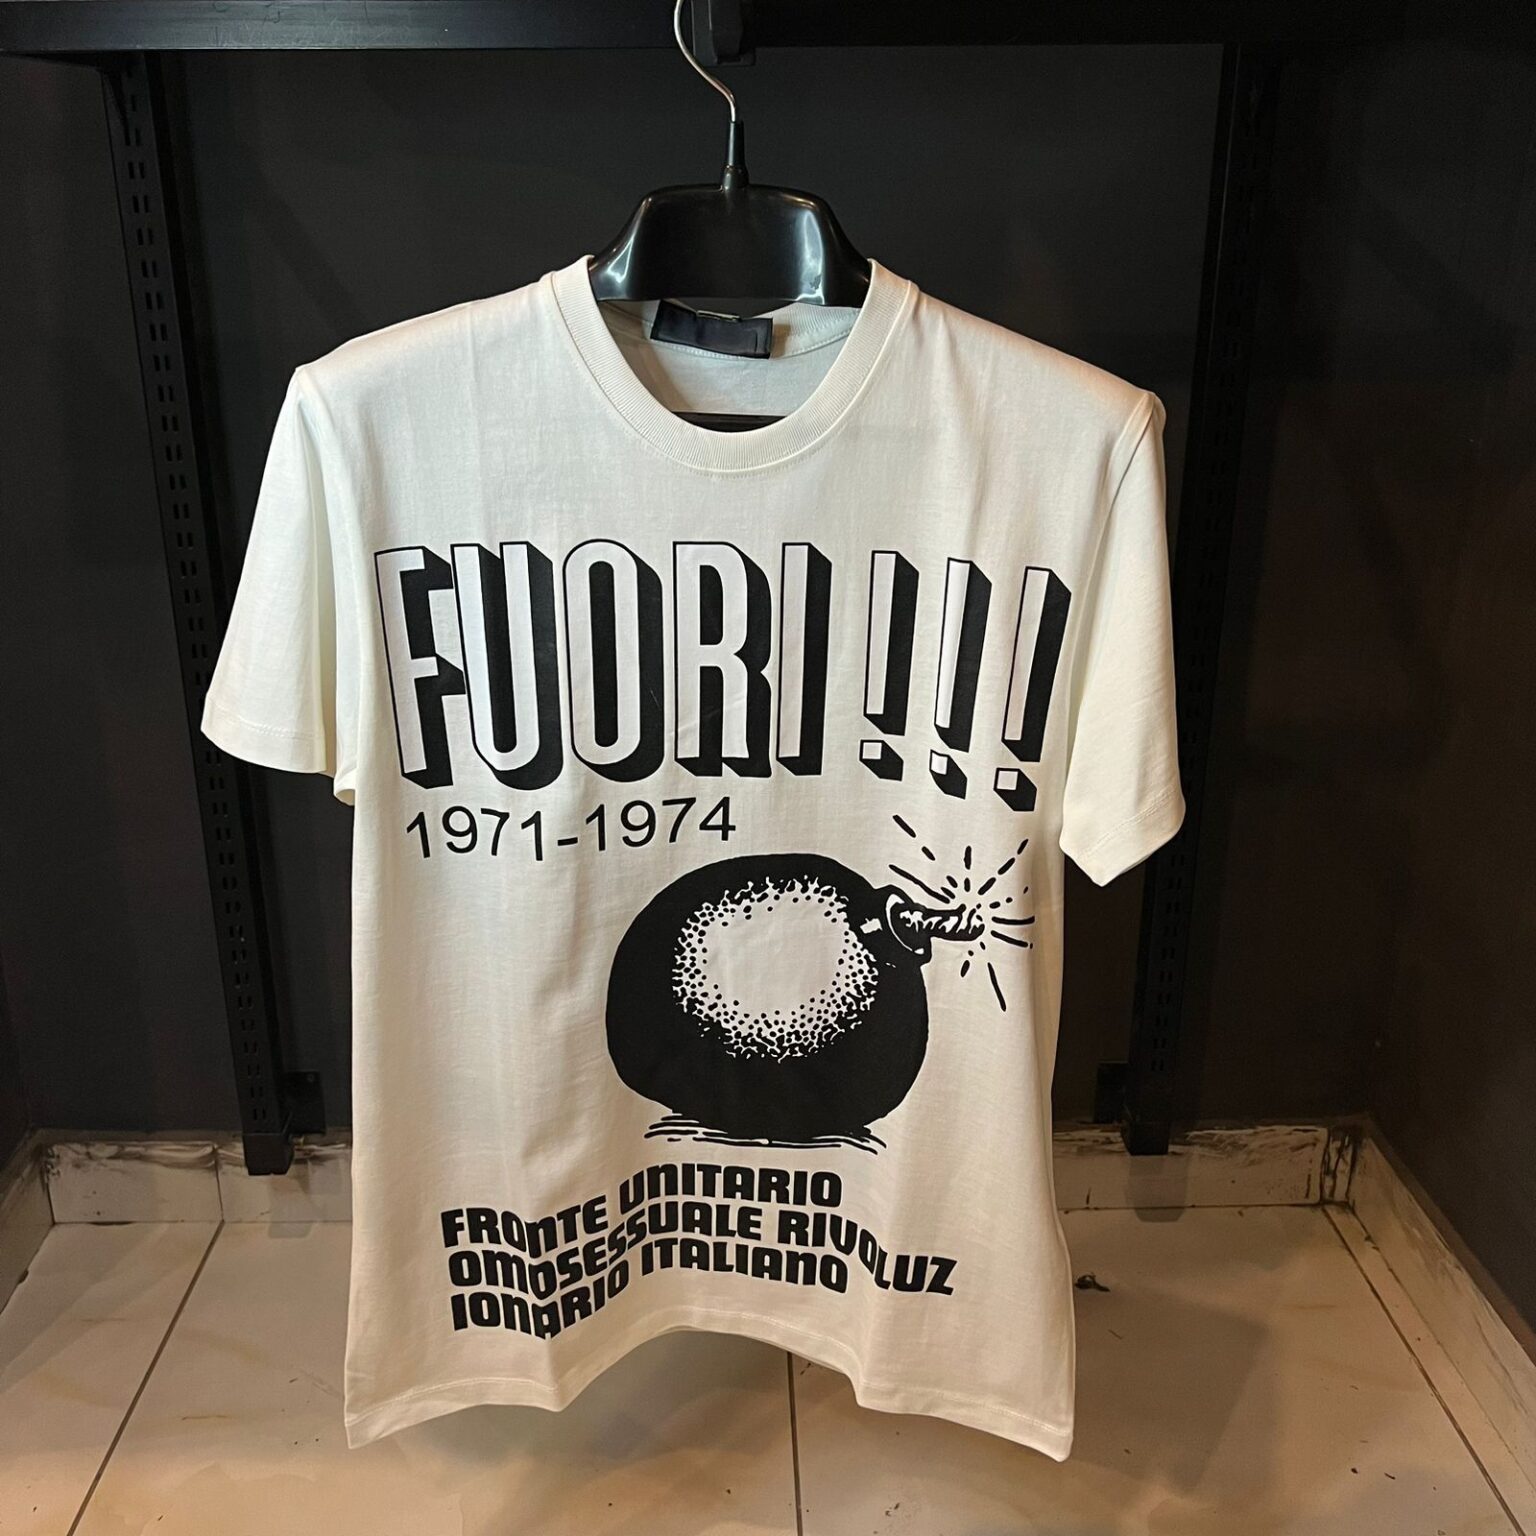 FUORI!!!
1971-1974
FRONTE UNITARIO
OMOSESSUALE RIVOLUZ
IONARIO ITALIANO